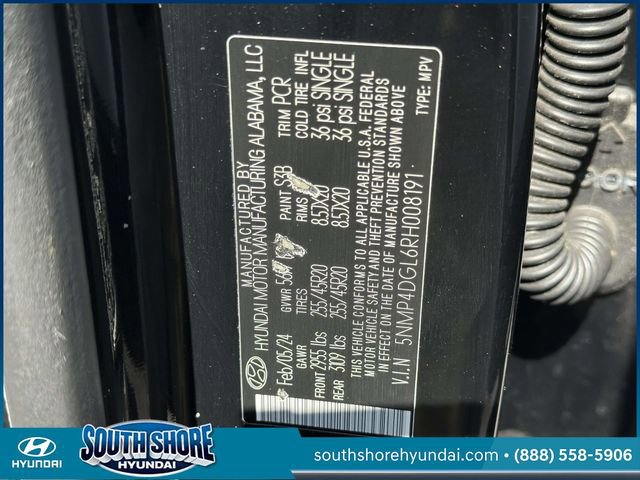 MANUFACTURED BY
HYUNDAI MOTOR MANUFACTURING ALABAMA, LLC
Feb/05/24 PAINT S3B TRIM PCR
GAWR TIRES RIMS COLD TIRE INFL
GVWR
FRONT 2955 lbs 255/45R20 8.5JX20 36 psi SINGLE
REAR 3109 lbs 255/45R20 8.5JX20 36 psi SINGLE
THIS VEHICLE CONFORMS TO ALL APPLICABLE U.S.A. FEDERAL
MOTOR VEHICLE SAFETY AND THEFT PREVENTION STANDARDS
IN EFFECT ON THE DATE OF MANUFACTURE SHOWN ABOVE
V.I.N 5NMP4DGL6RH008191 TYPE: MPV
HYUNDAI
SOUTH SHORE
HYUNDAI
southshorehyundai.com • (888) 558-5906